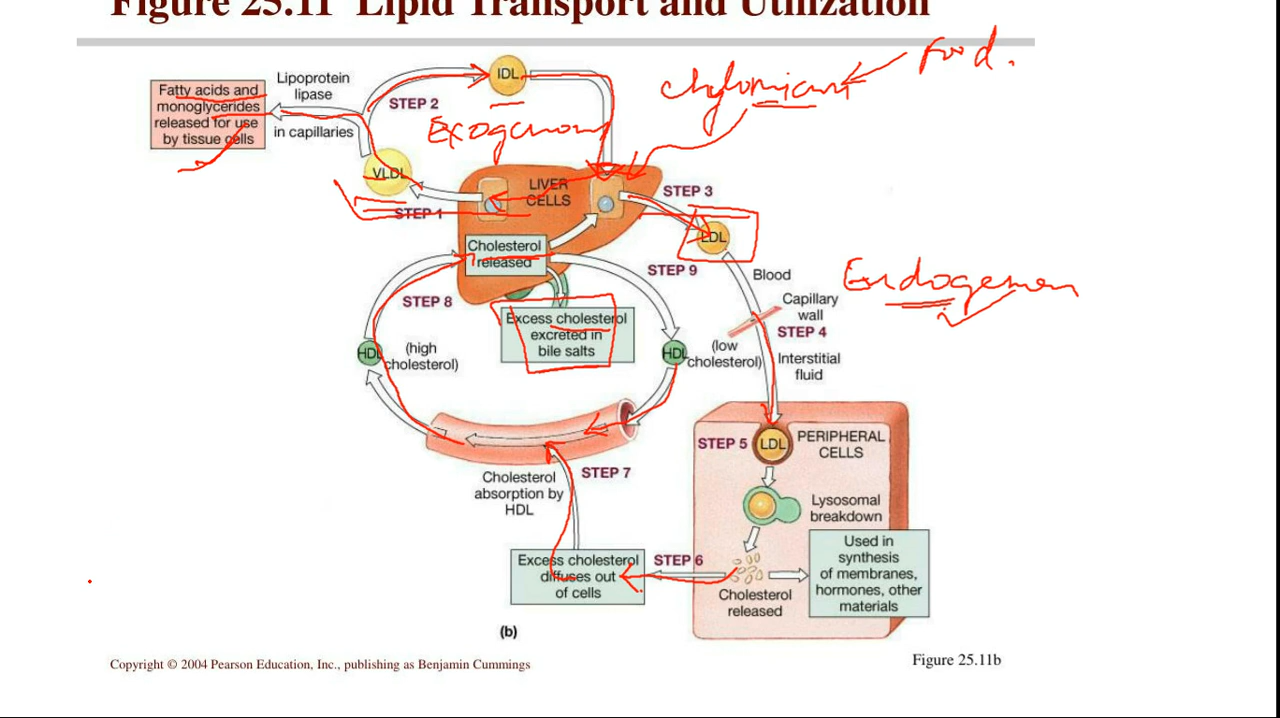 Figure 25.11 Lipid Transport and Utilization
Food.
Chylomicant
IDL
Lipoprotein
lipase
in capillaries
Fatty acids and
monoglycerides
released for use
by tissue cells
STEP 2
Exogenous
VLDL
LIVER
CELLS
STEP 1
STEP 3
LDL
Cholesterol
released
STEP 9
Blood
Endogenen
Capillary
wall
STEP 4
STEP 8
Excess cholesterol
excreted in
bile salts
HDL
(high
cholesterol)
HDL
(low
cholesterol)
Interstitial
fluid
STEP 5
LDL
PERIPHERAL
CELLS
STEP 7
Cholesterol
absorption by
HDL
Lysosomal
breakdown
Excess cholesterol
diffuses out
of cells
STEP 6
Cholesterol
released
Used in
synthesis
of membranes,
hormones, other
materials
(b)
Copyright © 2004 Pearson Education, Inc., publishing as Benjamin Cummings
Figure 25.11b